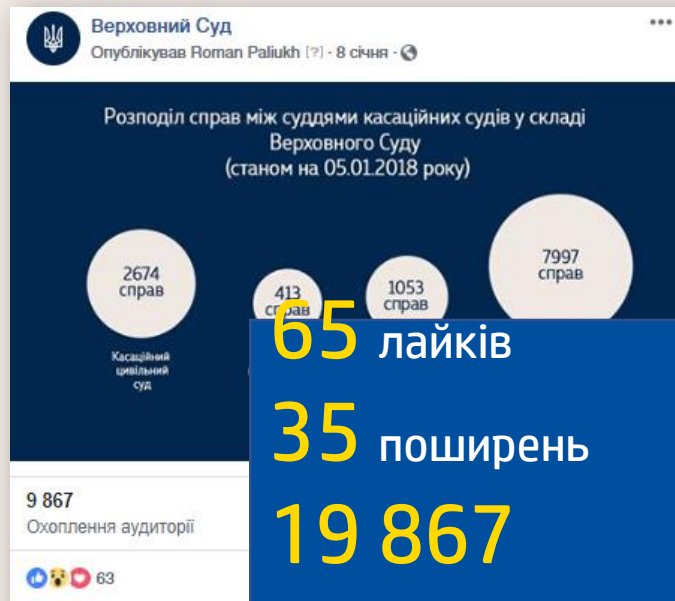 Верховний Суд
Опублікував Roman Paliukh [?] · 8 січня ·
Розподіл справ між суддями касаційних судів у складі
Верховного Суду
(станом на 05.01.2018 року)
2674
справ
413
справ
1053
справ
7997
справ
Касаційний
цивільний
суд
65 лайків
35 поширень
19 867
9 867
Охоплення аудиторії
63